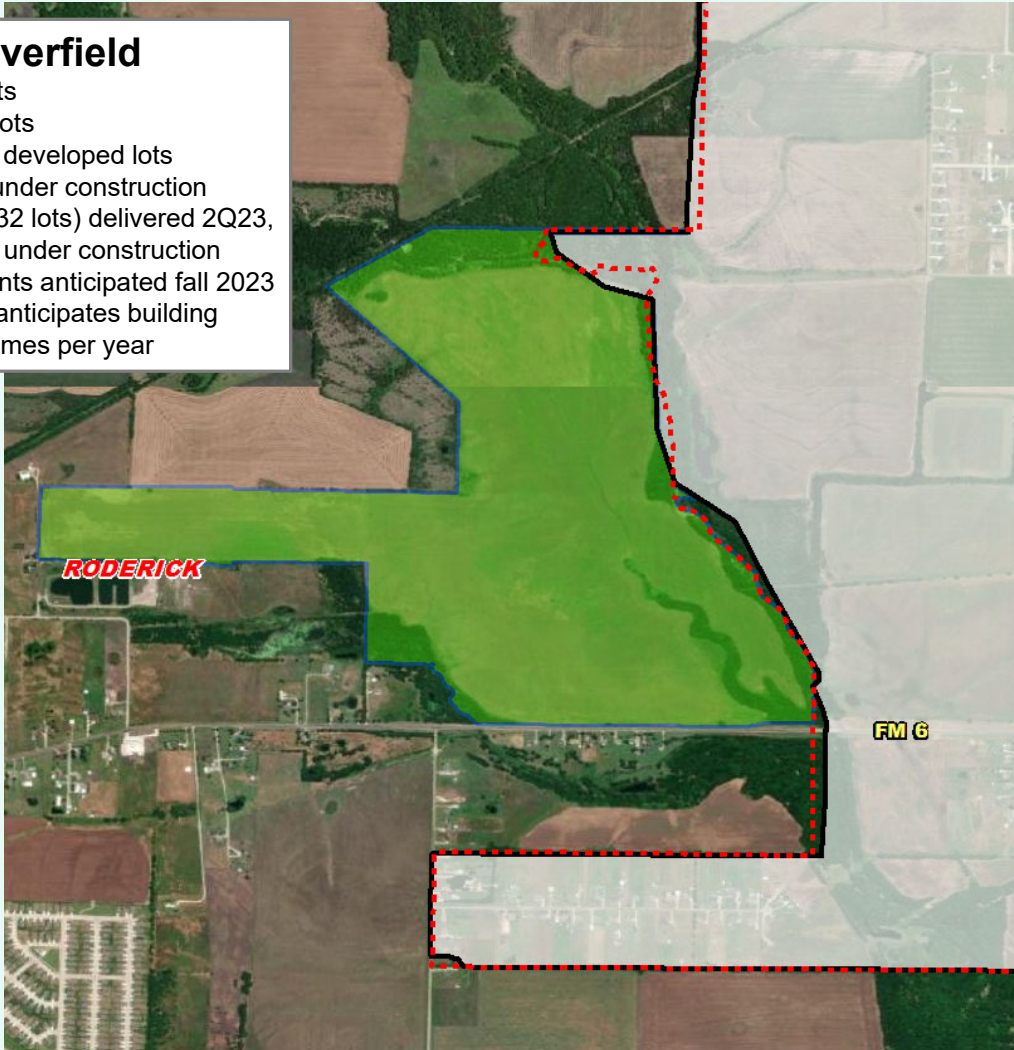 verfield
ts
ots
developed lots
under construction
32 lots) delivered 2Q23,
under construction
nts anticipated fall 2023
anticipates building
mes per year
RODERICK
FM 6